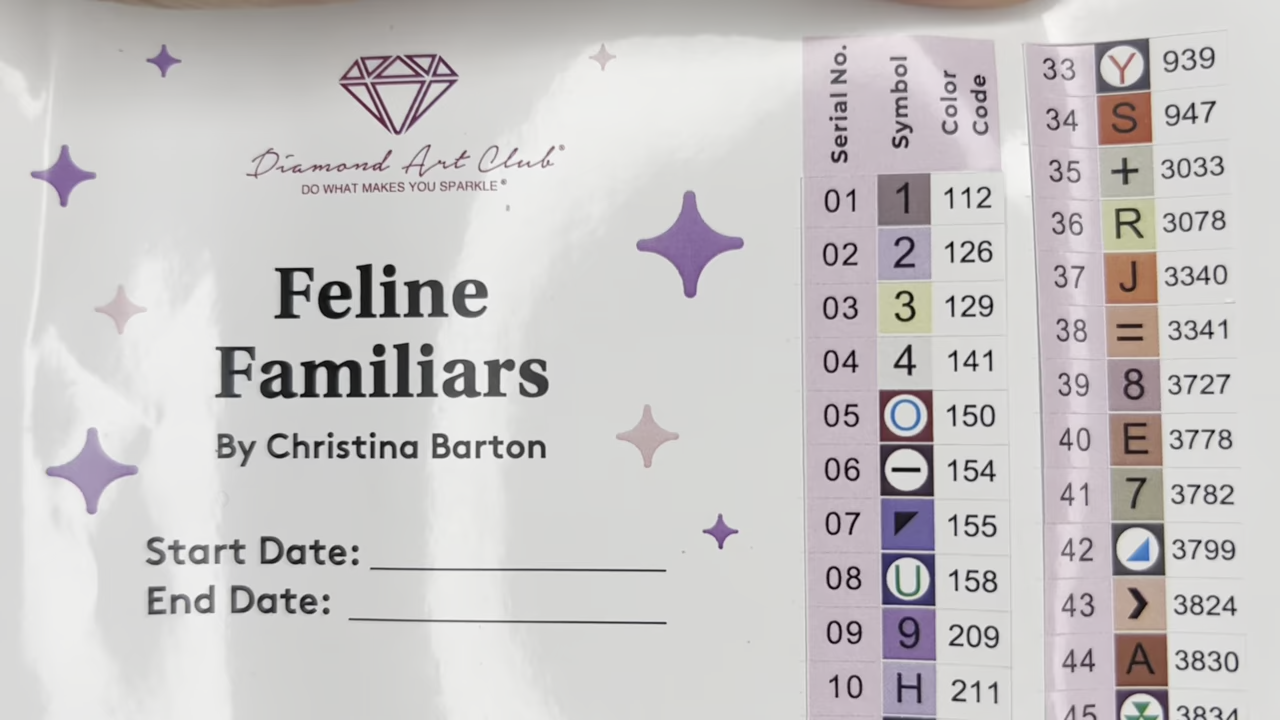 Diamond Art Club®
DO WHAT MAKES YOU SPARKLE®
Feline
Familiars
By Christina Barton
Start Date:
End Date:
Serial No. Symbol Color Code
01 1 112
02 2 126
03 3 129
04 4 141
05 O 150
06 − 154
07 ◤ 155
08 U 158
09 9 209
10 H 211
33 Y 939
34 S 947
35 + 3033
36 R 3078
37 J 3340
38 = 3341
39 8 3727
40 E 3778
41 7 3782
42 ◢ 3799
43 ❯ 3824
44 A 3830
45 3834